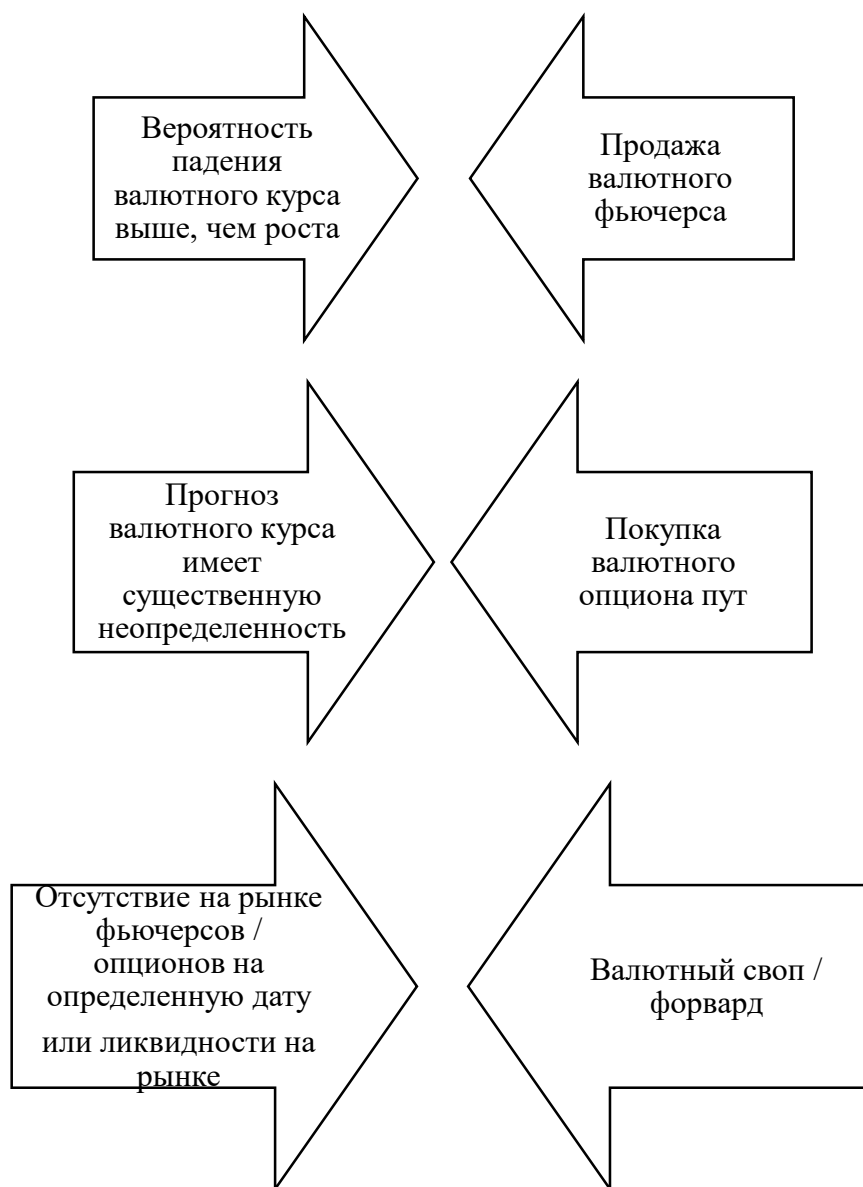 Вероятность
падения
валютного курса
выше, чем роста
Продажа
валютного
фьючерса
Прогноз
валютного курса
имеет
существенную
неопределенность
Покупка
валютного
опциона пут
Отсутствие на рынке
фьючерсов /
опционов на
определенную дату
или ликвидности на
рынке
Валютный своп /
форвард